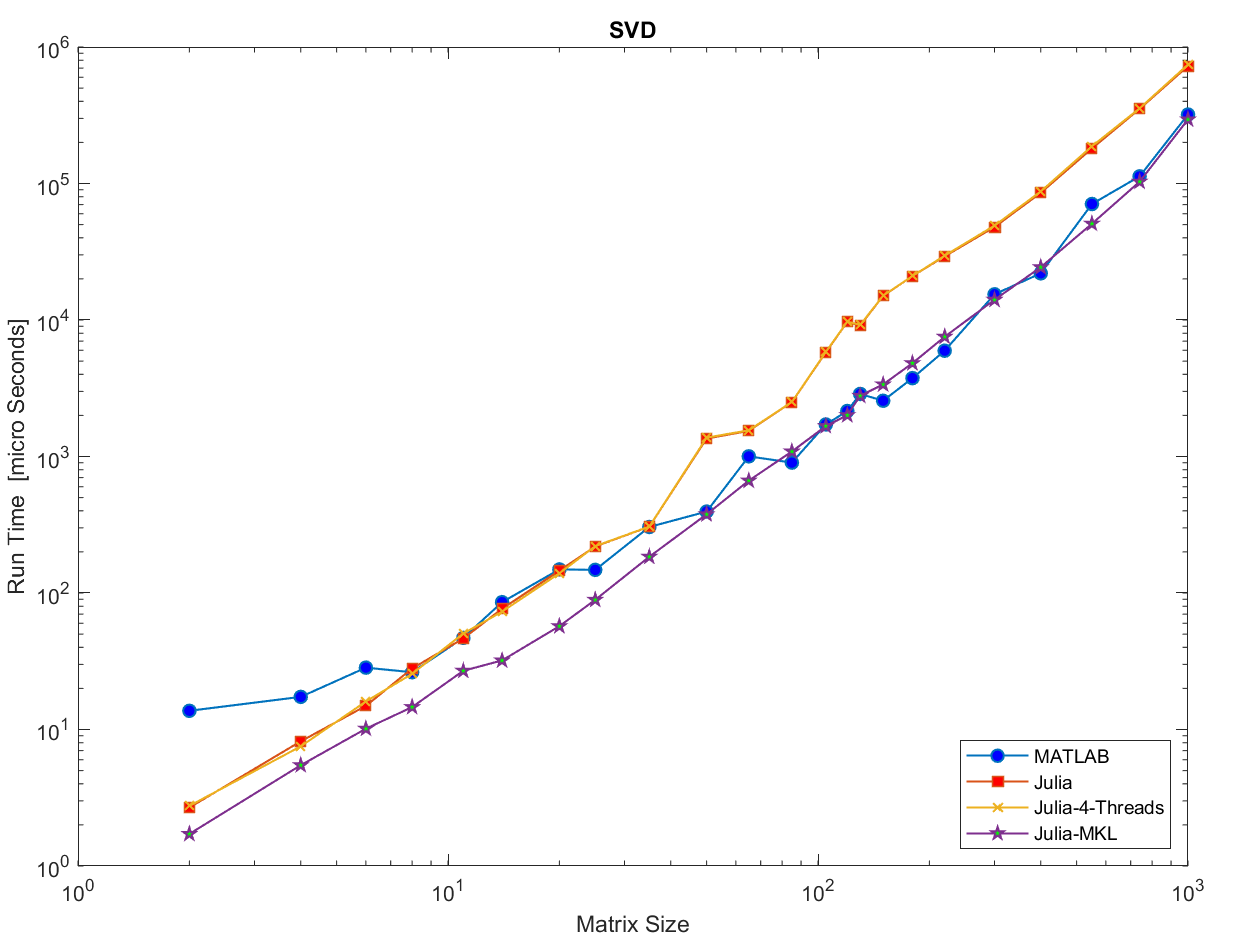 SVD
10^6
10^5
10^4
10^3
10^2
10^1
10^0
Run Time [micro Seconds]
10^0 10^1 10^2 10^3
Matrix Size
MATLAB
Julia
Julia-4-Threads
Julia-MKL